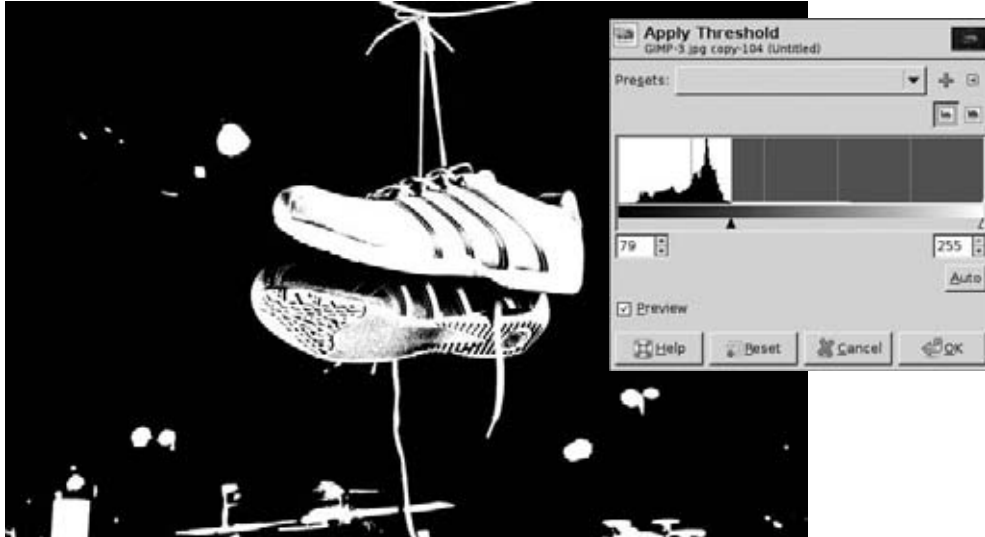 Apply Threshold
GIMP-3.jpg copy-104 (Untitled)
Presets:
79 255
Auto
Preview
Help Reset Cancel OK